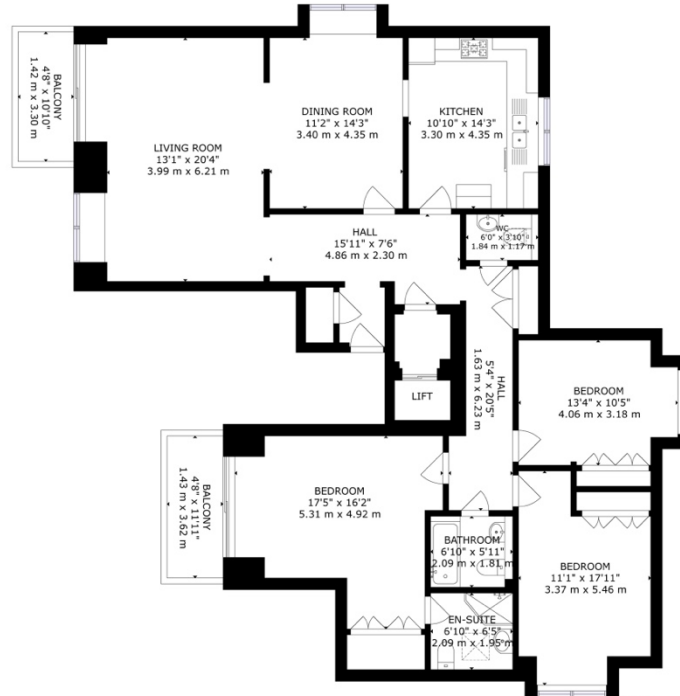 BALCONY
4'8" x 10'10"
1.42 m x 3.30 m
LIVING ROOM
13'1" x 20'4"
3.99 m x 6.21 m
DINING ROOM
11'2" x 14'3"
3.40 m x 4.35 m
KITCHEN
10'10" x 14'3"
3.30 m x 4.35 m
HALL
15'11" x 7'6"
4.86 m x 2.30 m
WC
6'0" x 3'10"
1.84 m x 1.17 m
LIFT
HALL
5'4" x 20'5"
1.63 m x 6.23 m
BEDROOM
13'4" x 10'5"
4.06 m x 3.18 m
BALCONY
4'8" x 11'11"
1.43 m x 3.62 m
BEDROOM
17'5" x 16'2"
5.31 m x 4.92 m
BATHROOM
6'10" x 5'11"
2.09 m x 1.81 m
BEDROOM
11'1" x 17'11"
3.37 m x 5.46 m
EN-SUITE
6'10" x 6'5"
2.09 m x 1.95 m